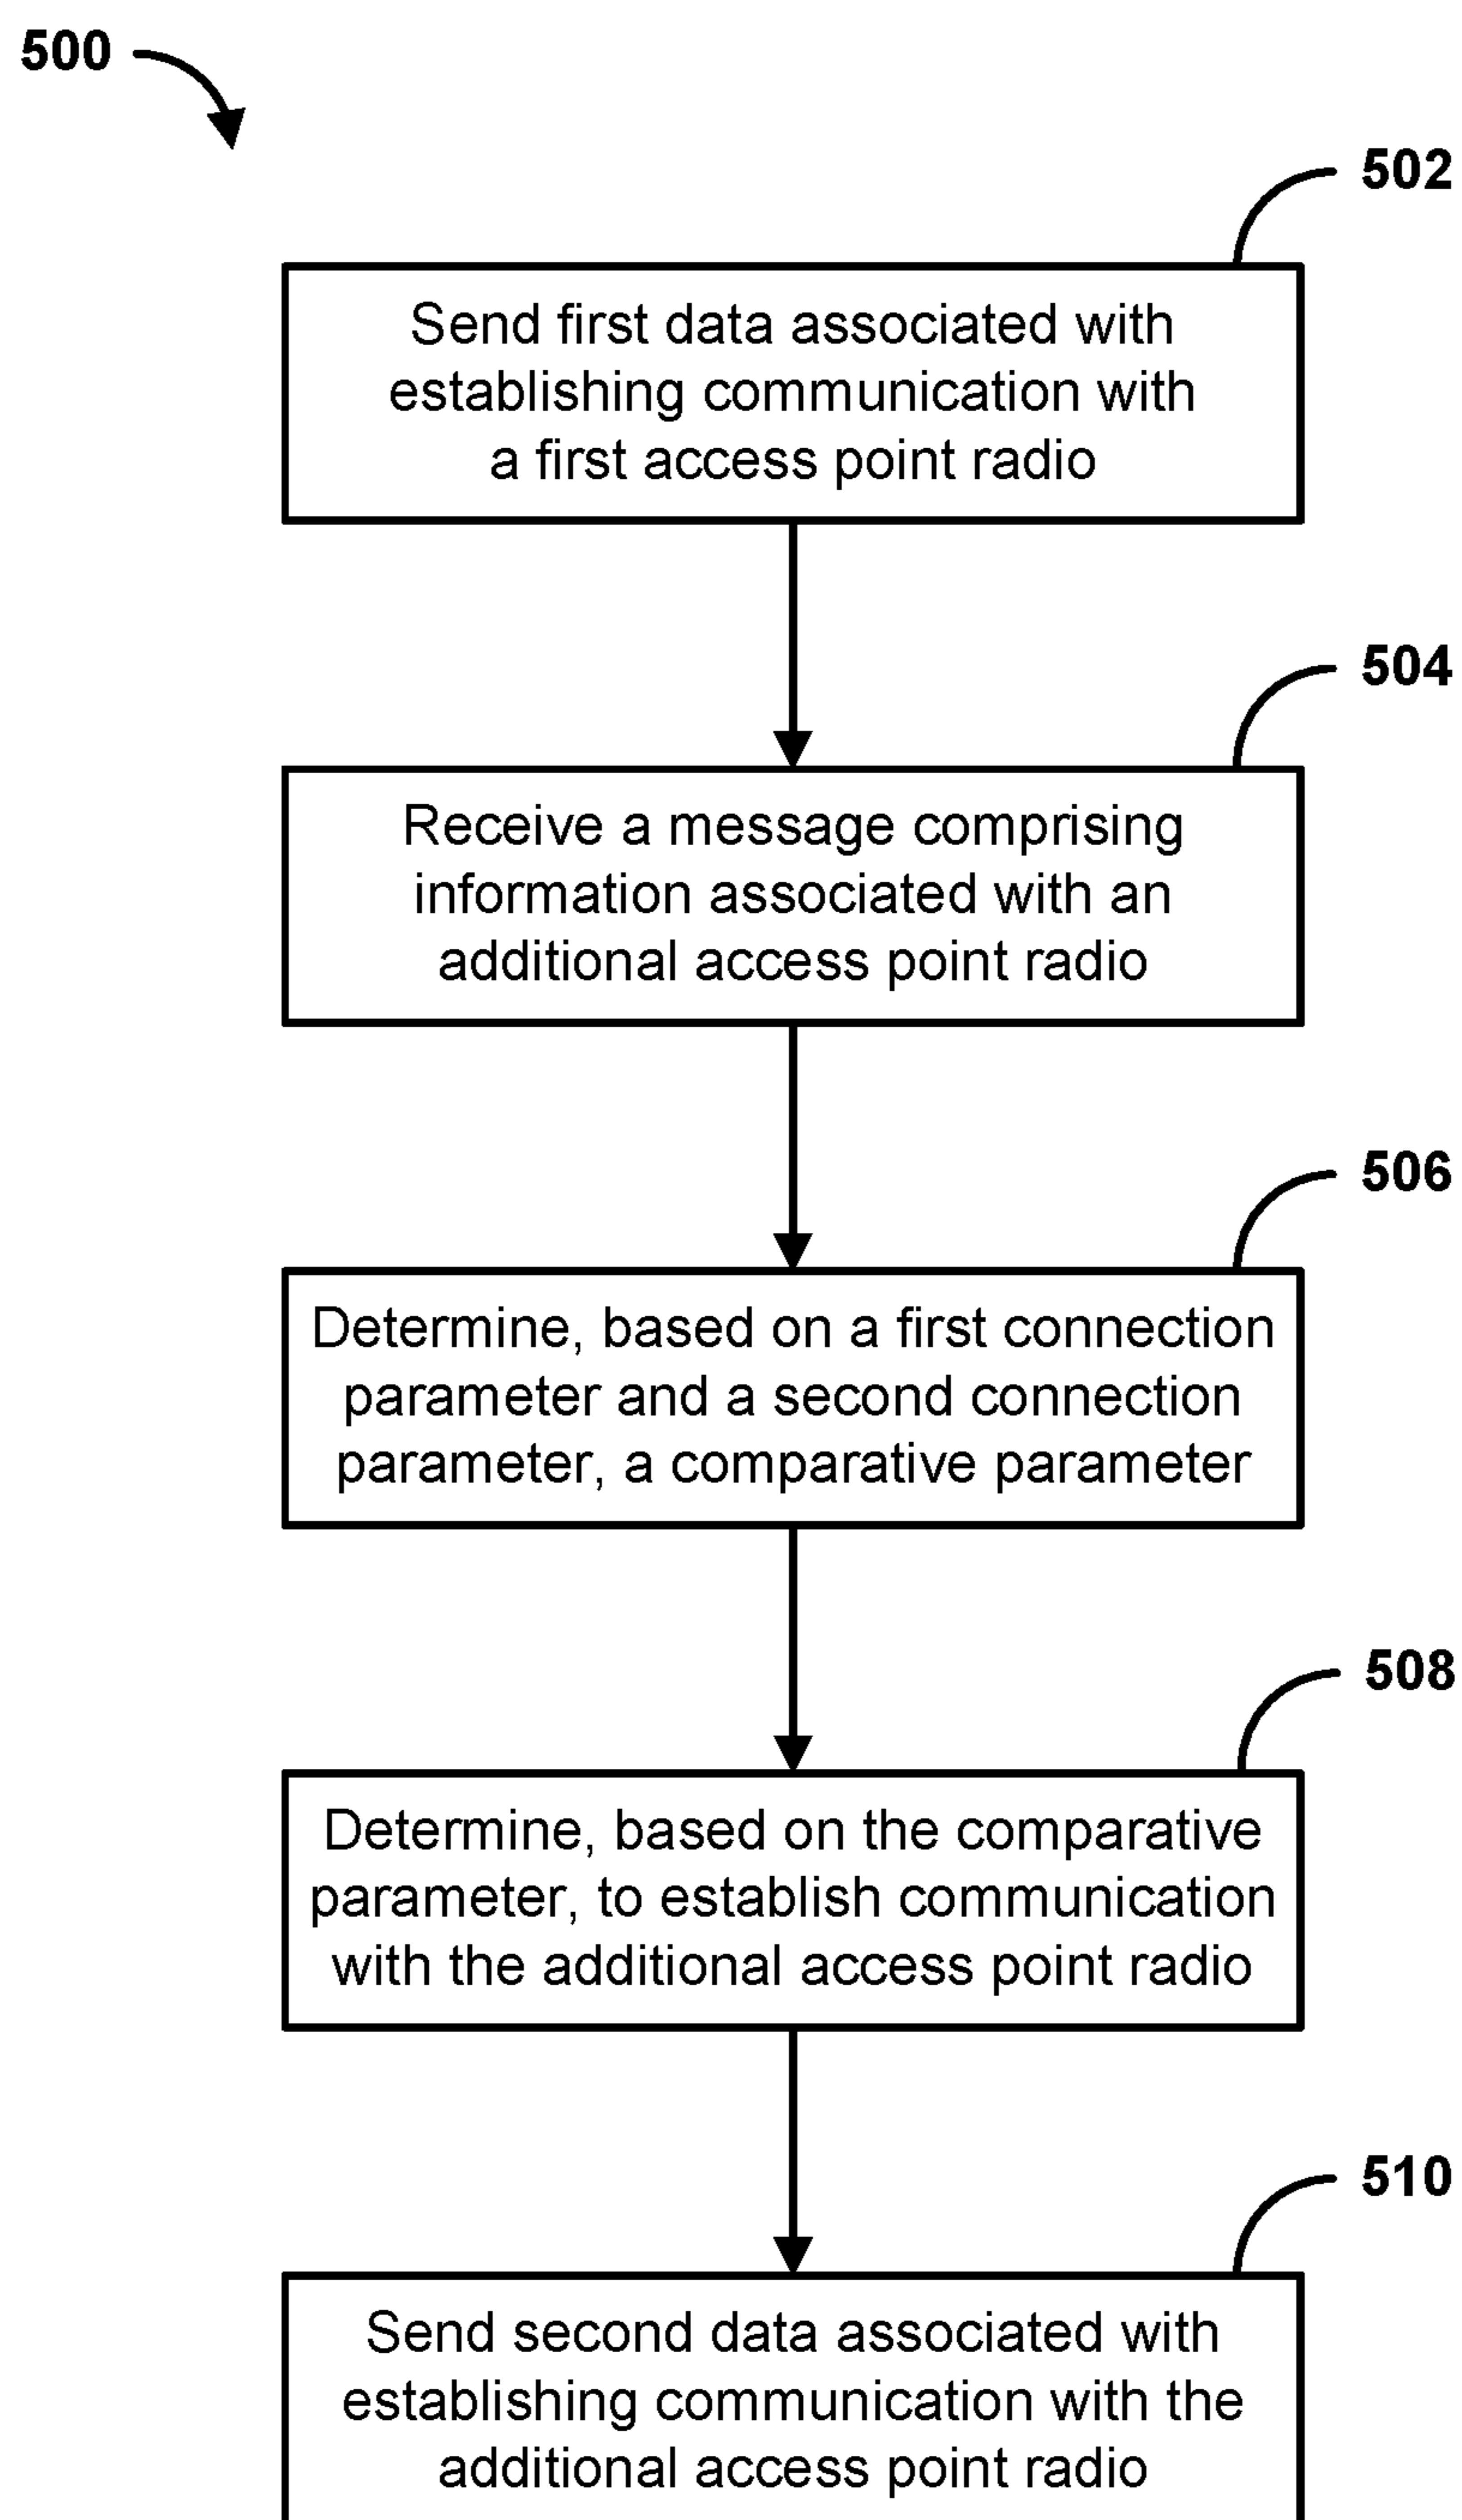 500
502
Send first data associated with
establishing communication with
a first access point radio
504
Receive a message comprising
information associated with an
additional access point radio
506
Determine, based on a first connection
parameter and a second connection
parameter, a comparative parameter
508
Determine, based on the comparative
parameter, to establish communication
with the additional access point radio
510
Send second data associated with
establishing communication with the
additional access point radio